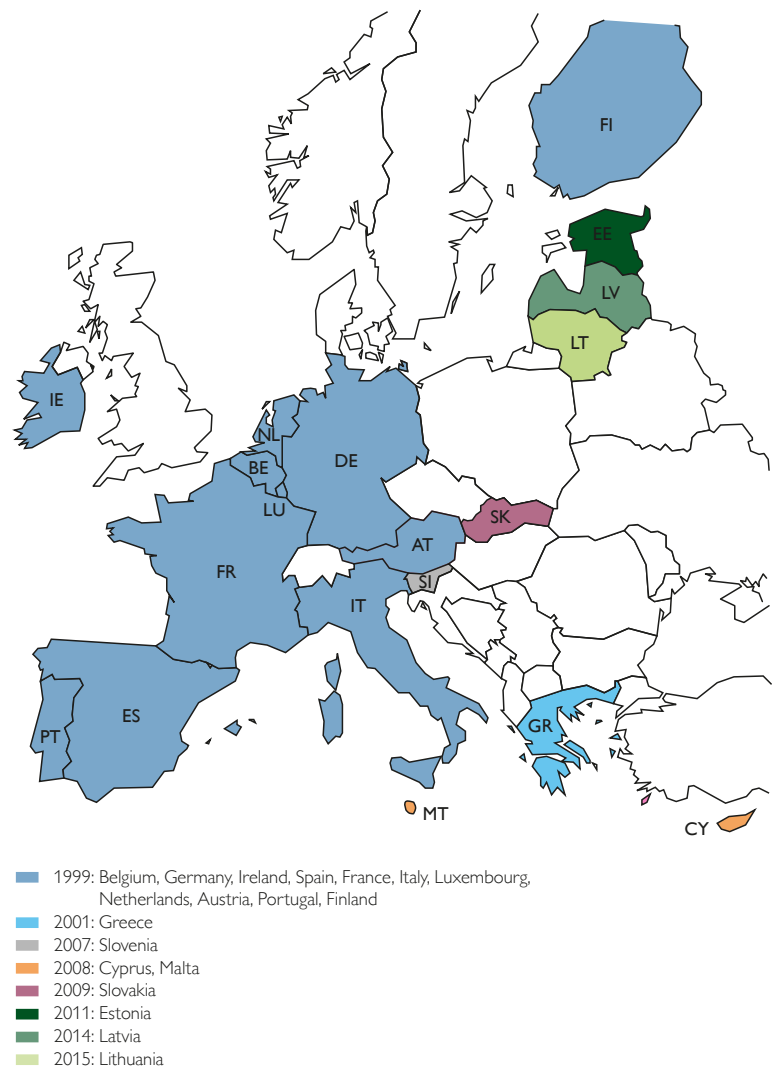 FI
EE
LV
LT
IE
NL
BE
DE
LU
SK
AT
FR
SI
IT
ES
PT
GR
MT
CY
1999: Belgium, Germany, Ireland, Spain, France, Italy, Luxembourg,
Netherlands, Austria, Portugal, Finland
2001: Greece
2007: Slovenia
2008: Cyprus, Malta
2009: Slovakia
2011: Estonia
2014: Latvia
2015: Lithuania